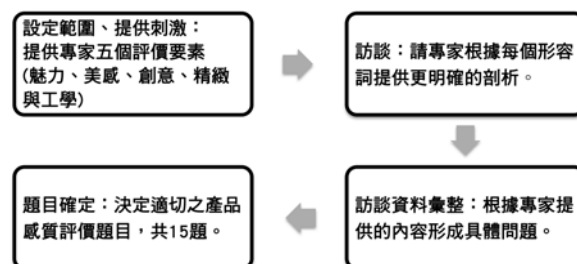 設定範圍、提供刺激：
提供專家五個評價要素
(魅力、美感、創意、精緻
與工學)
訪談：請專家根據每個形容
詞提供更明確的剖析。
訪談資料彙整：根據專家提
供的內容形成具體問題。
題目確定：決定適切之產品
感質評價題目，共15題。